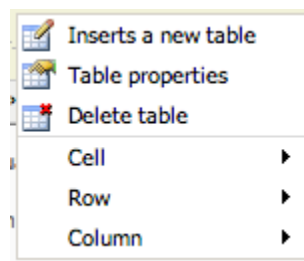 Inserts a new table
Table properties
Delete table
Cell
Row
Column